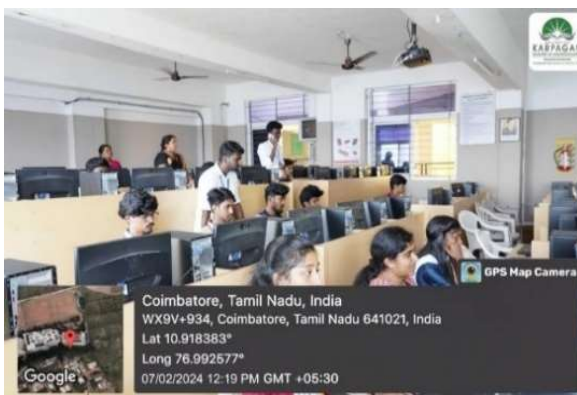 KARPAGAM
GPS Map Camera
Coimbatore, Tamil Nadu, India
WX9V+934, Coimbatore, Tamil Nadu 641021, India
Lat 10.918383°
Long 76.992577°
07/02/2024 12:19 PM GMT +05:30
Google